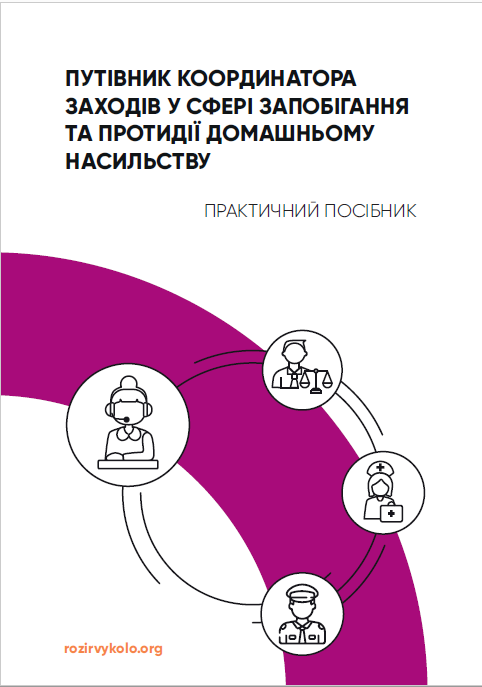 ПУТІВНИК КООРДИНАТОРА
ЗАХОДІВ У СФЕРІ ЗАПОБІГАННЯ
ТА ПРОТИДІЇ ДОМАШНЬОМУ
НАСИЛЬСТВУ
ПРАКТИЧНИЙ ПОСІБНИК
rozirvykolo.org